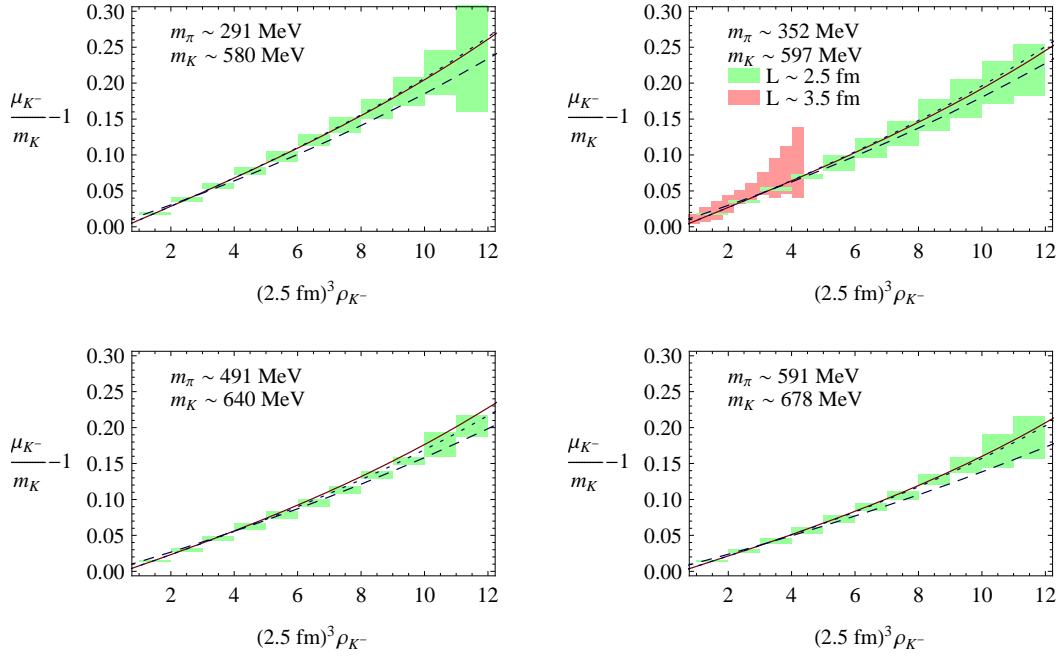 m_π ~ 291 MeV
m_K ~ 580 MeV
μ_K⁻/m_K −1
0.30
0.25
0.20
0.15
0.10
0.05
0.00
2 4 6 8 10 12
(2.5 fm)³ρ_K⁻
m_π ~ 352 MeV
m_K ~ 597 MeV
L ~ 2.5 fm
L ~ 3.5 fm
μ_K⁻/m_K −1
0.30
0.25
0.20
0.15
0.10
0.05
0.00
2 4 6 8 10 12
(2.5 fm)³ρ_K⁻
m_π ~ 491 MeV
m_K ~ 640 MeV
μ_K⁻/m_K −1
0.30
0.25
0.20
0.15
0.10
0.05
0.00
2 4 6 8 10 12
(2.5 fm)³ρ_K⁻
m_π ~ 591 MeV
m_K ~ 678 MeV
μ_K⁻/m_K −1
0.30
0.25
0.20
0.15
0.10
0.05
0.00
2 4 6 8 10 12
(2.5 fm)³ρ_K⁻